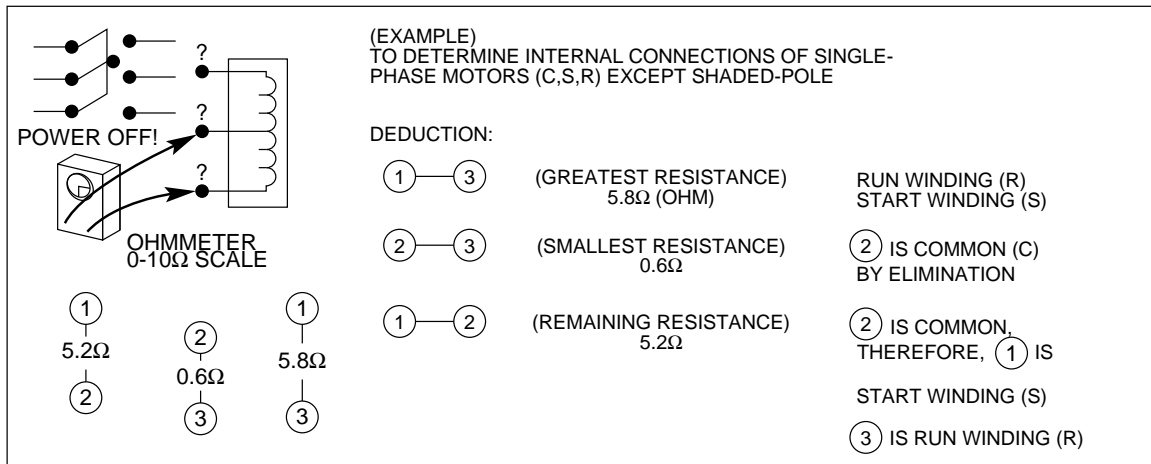 (EXAMPLE)
TO DETERMINE INTERNAL CONNECTIONS OF SINGLE-
PHASE MOTORS (C,S,R) EXCEPT SHADED-POLE
?
?
?
POWER OFF!
OHMMETER
0-10Ω SCALE
DEDUCTION:
1 3 (GREATEST RESISTANCE) RUN WINDING (R)
5.8Ω (OHM) START WINDING (S)
2 3 (SMALLEST RESISTANCE) 2 IS COMMON (C)
0.6Ω BY ELIMINATION
1 2 (REMAINING RESISTANCE) 2 IS COMMON,
5.2Ω THEREFORE, 1 IS
START WINDING (S)
3 IS RUN WINDING (R)
1
5.2Ω
2
2
0.6Ω
3
1
5.8Ω
3